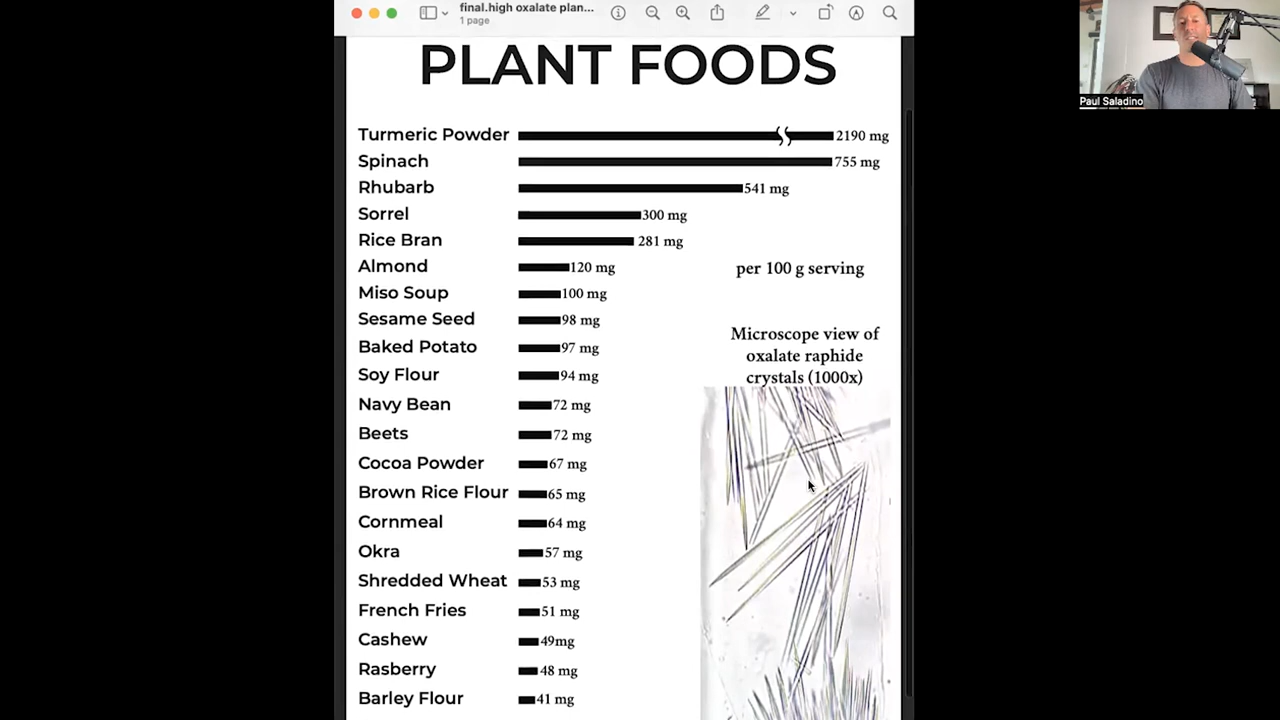 final.high oxalate plan...
1 page
Paul Saladino
PLANT FOODS
Turmeric Powder 2190 mg
Spinach 755 mg
Rhubarb 541 mg
Sorrel 300 mg
Rice Bran 281 mg
Almond 120 mg
per 100 g serving
Miso Soup 100 mg
Sesame Seed 98 mg
Microscope view of
oxalate raphide
crystals (1000x)
Baked Potato 97 mg
Soy Flour 94 mg
Navy Bean 72 mg
Beets 72 mg
Cocoa Powder 67 mg
Brown Rice Flour 65 mg
Cornmeal 64 mg
Okra 57 mg
Shredded Wheat 53 mg
French Fries 51 mg
Cashew 49mg
Rasberry 48 mg
Barley Flour 41 mg